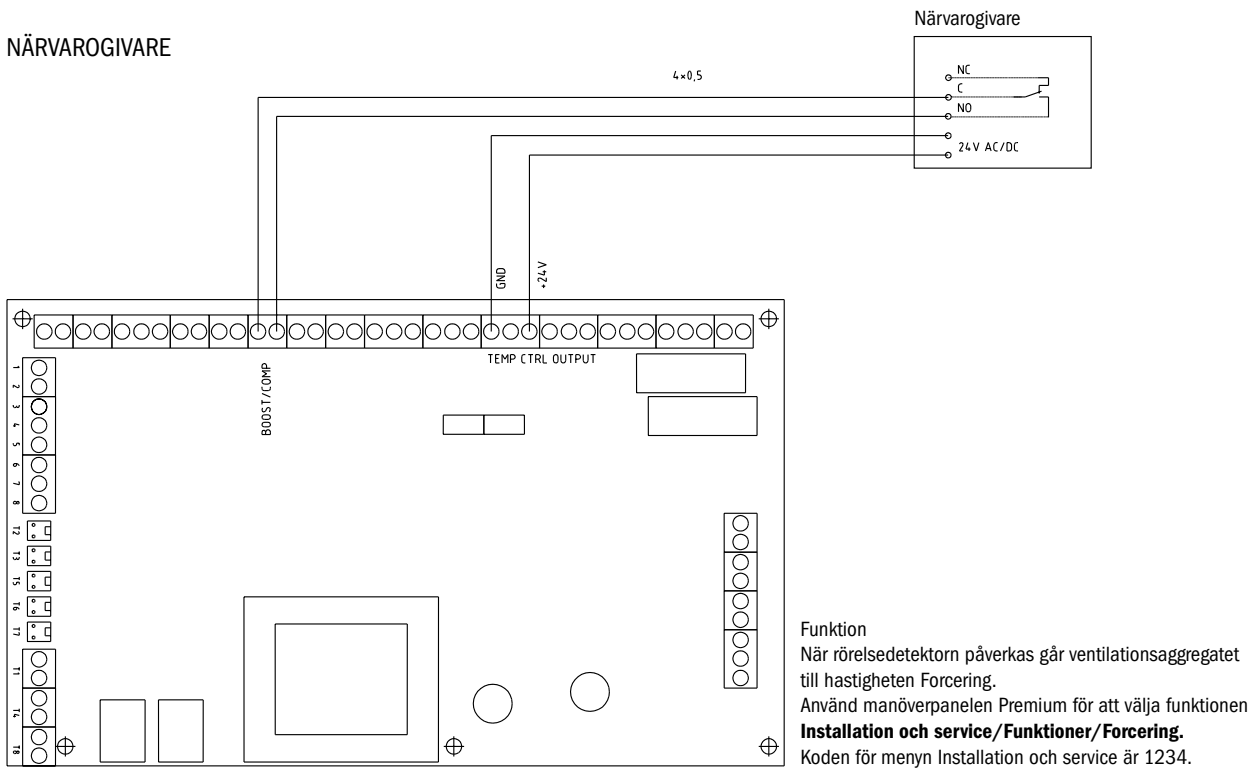 Närvarogivare
NÄRVAROGIVARE
4×0,5
NC
C
NO
24V AC/DC
GND
+24V
TEMP CTRL OUTPUT
BOOST/COMP
1
2
3
4
5
6
7
8
T2
T3
T5
T6
T7
T1
T4
T8
Funktion
När rörelsedetektorn påverkas går ventilationsaggregatet
till hastigheten Forcering.
Använd manöverpanelen Premium för att välja funktionen
Installation och service/Funktioner/Forcering.
Koden för menyn Installation och service är 1234.